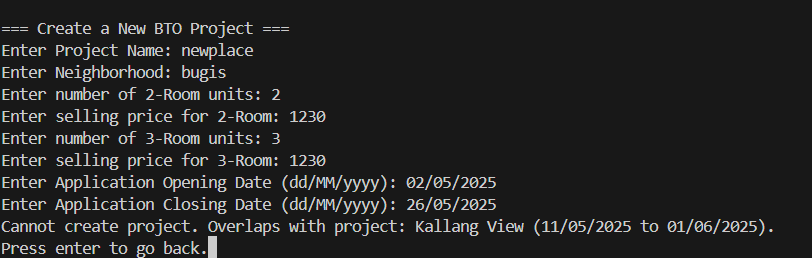 === Create a New BTO Project ===
Enter Project Name: newplace
Enter Neighborhood: bugis
Enter number of 2-Room units: 2
Enter selling price for 2-Room: 1230
Enter number of 3-Room units: 3
Enter selling price for 3-Room: 1230
Enter Application Opening Date (dd/MM/yyyy): 02/05/2025
Enter Application Closing Date (dd/MM/yyyy): 26/05/2025
Cannot create project. Overlaps with project: Kallang View (11/05/2025 to 01/06/2025).
Press enter to go back.